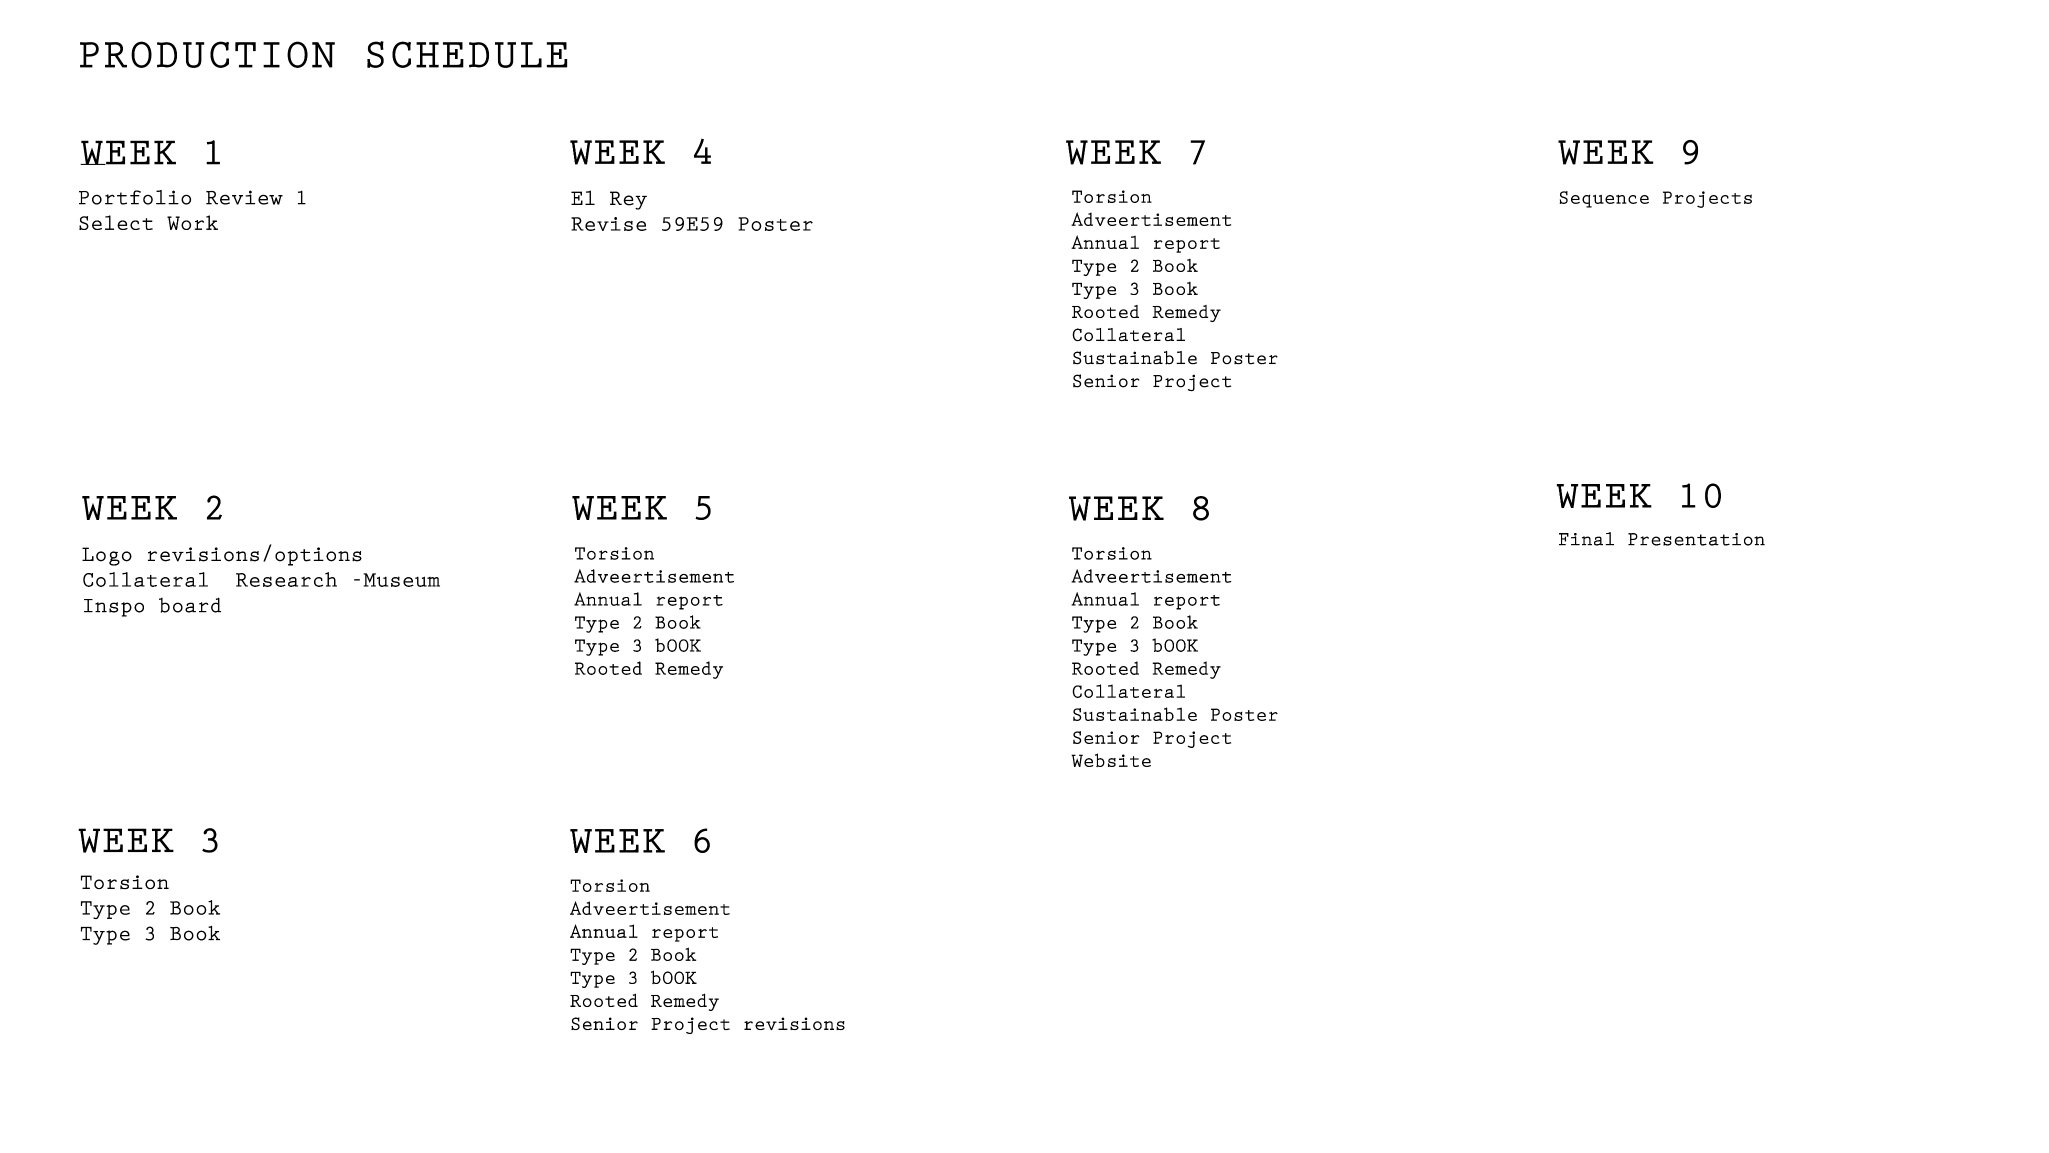 PRODUCTION SCHEDULE
WEEK 1
Portfolio Review 1
Select Work
WEEK 2
Logo revisions/options
Collateral  Research -Museum
Inspo board
WEEK 3
Torsion
Type 2 Book
Type 3 Book
WEEK 4
El Rey
Revise 59E59 Poster
WEEK 5
Torsion
Adveertisement
Annual report
Type 2 Book
Type 3 bOOK
Rooted Remedy
WEEK 6
Torsion
Adveertisement
Annual report
Type 2 Book
Type 3 bOOK
Rooted Remedy
Senior Project revisions
WEEK 7
Torsion
Adveertisement
Annual report
Type 2 Book
Type 3 Book
Rooted Remedy
Collateral
Sustainable Poster
Senior Project
WEEK 8
Torsion
Adveertisement
Annual report
Type 2 Book
Type 3 bOOK
Rooted Remedy
Collateral
Sustainable Poster
Senior Project
Website
WEEK 9
Sequence Projects
WEEK 10
Final Presentation